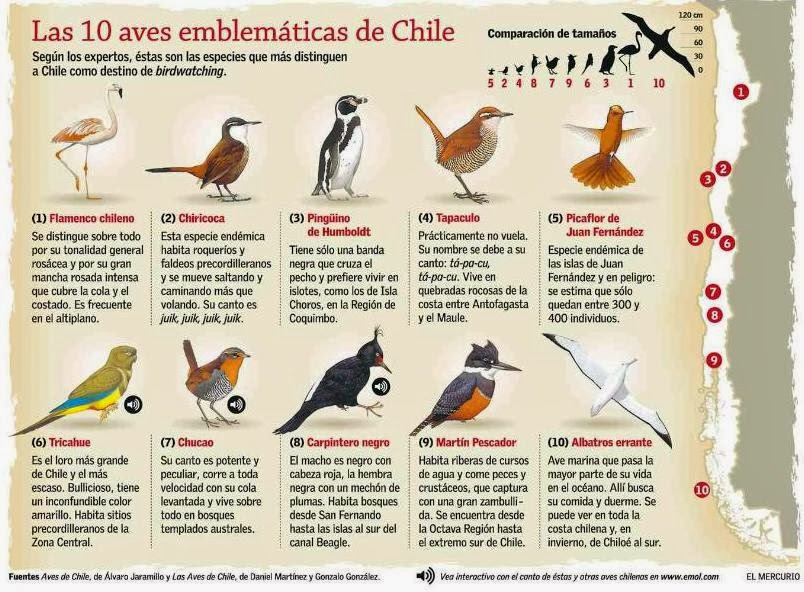 Las 10 aves emblemáticas de Chile
Según los expertos, éstas son las especies que más distinguen
a Chile como destino de birdwatching.
Comparación de tamaños
120 cm
90
60
30
0
5 2 4 8 7 9 6 3 1 10
(1) Flamenco chileno
Se distingue sobre todo
por su tonalidad general
rosácea y por su gran
mancha rosada intensa
que cubre la cola y el
costado. Es frecuente
en el altiplano.
(2) Chiricoca
Esta especie endémica
habita roqueríos y
faldeos precordilleranos
y se mueve saltando y
caminando más que
volando. Su canto es
juik, juik, juik, juik.
(3) Pingüino
de Humboldt
Tiene sólo una banda
negra que cruza el
pecho y prefiere vivir en
islotes, como los de Isla
Choros, en la Región de
Coquimbo.
(4) Tapaculo
Prácticamente no vuela.
Su nombre se debe a su
canto: tá-pa-cu,
tá-pa-cu. Vive en
quebradas rocosas de la
costa entre Antofagasta
y el Maule.
(5) Picaflor de
Juan Fernández
Especie endémica de
las islas de Juan
Fernández y en peligro:
se estima que sólo
quedan entre 300 y
400 individuos.
(6) Tricahue
Es el loro más grande
de Chile y el más
escaso. Bullicioso, tiene
un inconfundible color
amarillo. Habita sitios
precordilleranos de la
Zona Central.
(7) Chucao
Su canto es potente y
peculiar, corre a toda
velocidad con su cola
levantada y vive sobre
todo en bosques
templados australes.
(8) Carpintero negro
El macho es negro con
cabeza roja, la hembra
negra con un mechón de
plumas. Habita bosques
desde San Fernando
hasta las islas al sur del
canal Beagle.
(9) Martín Pescador
Habita riberas de cursos
de agua y come peces y
crustáceos, que captura
con una gran zambulli-
da. Se encuentra desde
la Octava Región hasta
el extremo sur de Chile.
(10) Albatros errante
Ave marina que pasa la
mayor parte de su vida
en el océano. Allí busca
su comida y duerme. Se
puede ver en toda la
costa chilena y, en
invierno, de Chiloé al sur.
1
2
3
4
5
6
7
8
9
10
Fuentes Aves de Chile, de Álvaro Jaramillo y Las Aves de Chile, de Daniel Martínez y Gonzalo González.
Vea interactivo con el canto de éstas y otras aves chilenas en www.emol.com
EL MERCURIO